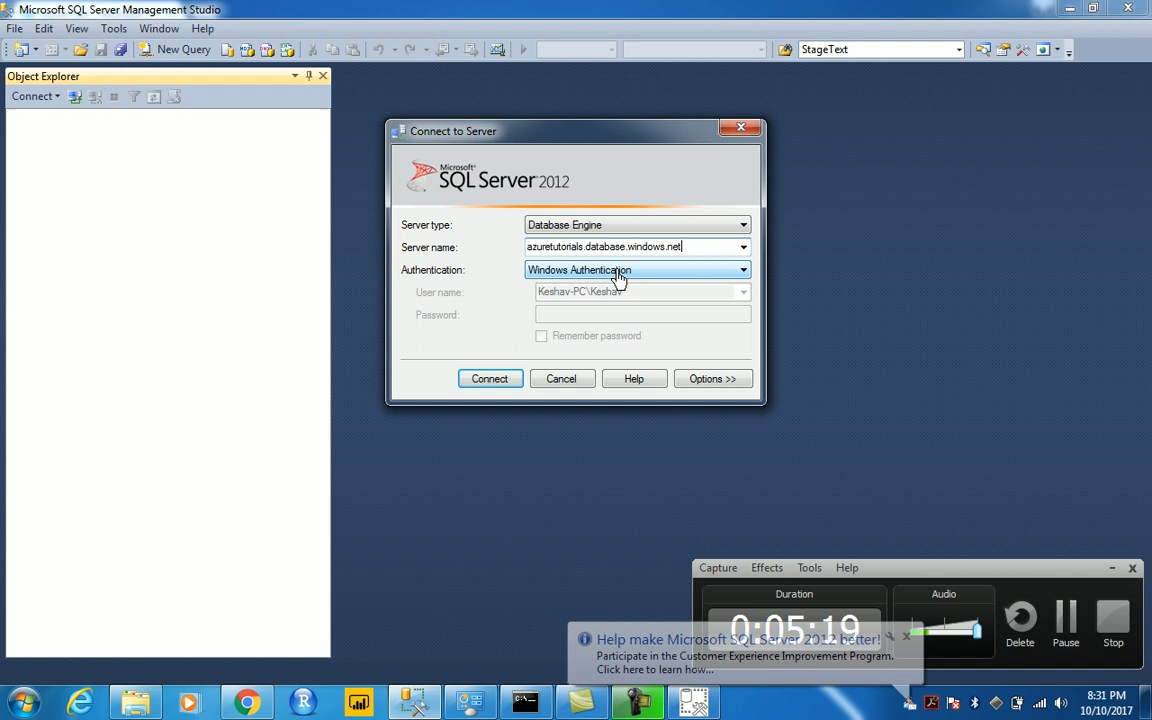 Microsoft SQL Server Management Studio
File Edit View Tools Window Help
New Query
StageText
Object Explorer
Connect
Connect to Server
Microsoft
SQL Server 2012
Server type: Database Engine
Server name: azuretutorials.database.windows.net
Authentication: Windows Authentication
User name: Keshav-PC\Keshav
Password:
Remember password
Connect Cancel Help Options >>
Capture Effects Tools Help
Duration Audio
0:05:19
Delete Pause Stop
Help make Microsoft SQL Server 2012 better!
Participate in the Customer Experience Improvement Program.
Click here to learn how...
8:31 PM
10/10/2017